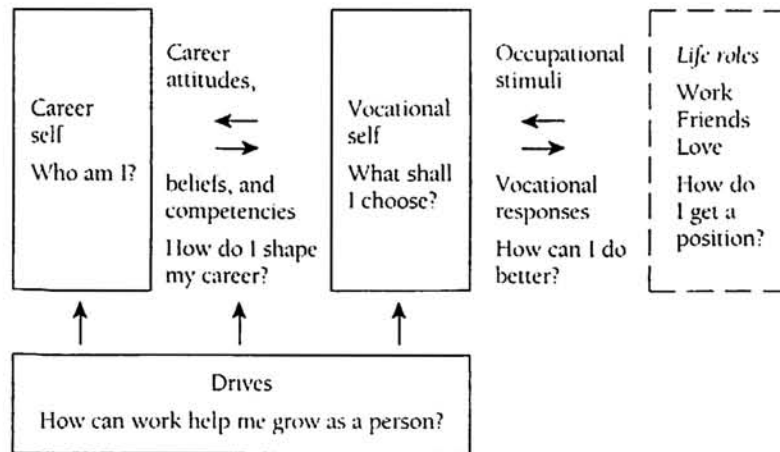 Career
self
Who am I?
Career
attitudes,
beliefs, and
competencies
How do I shape
my career?
Vocational
self
What shall
I choose?
Occupational
stimuli
Vocational
responses
How can I do
better?
Life roles
Work
Friends
Love
How do
I get a
position?
Drives
How can work help me grow as a person?